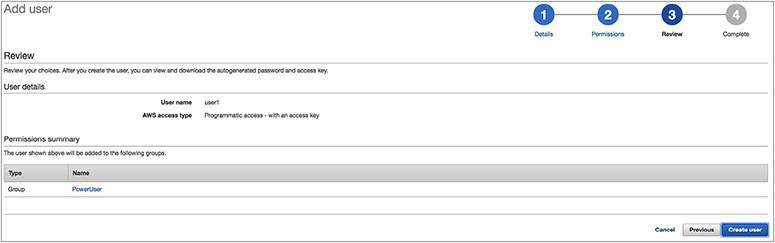 Add user
1 2 3 4
Details Permissions Review Complete
Review
Review your choices. After you create the user, you can view and download the autogenerated password and access key.
User details
User name user1
AWS access type Programmatic access - with an access key
Permissions summary
The user shown above will be added to the following groups.
Type Name
Group PowerUser
Cancel Previous Create user